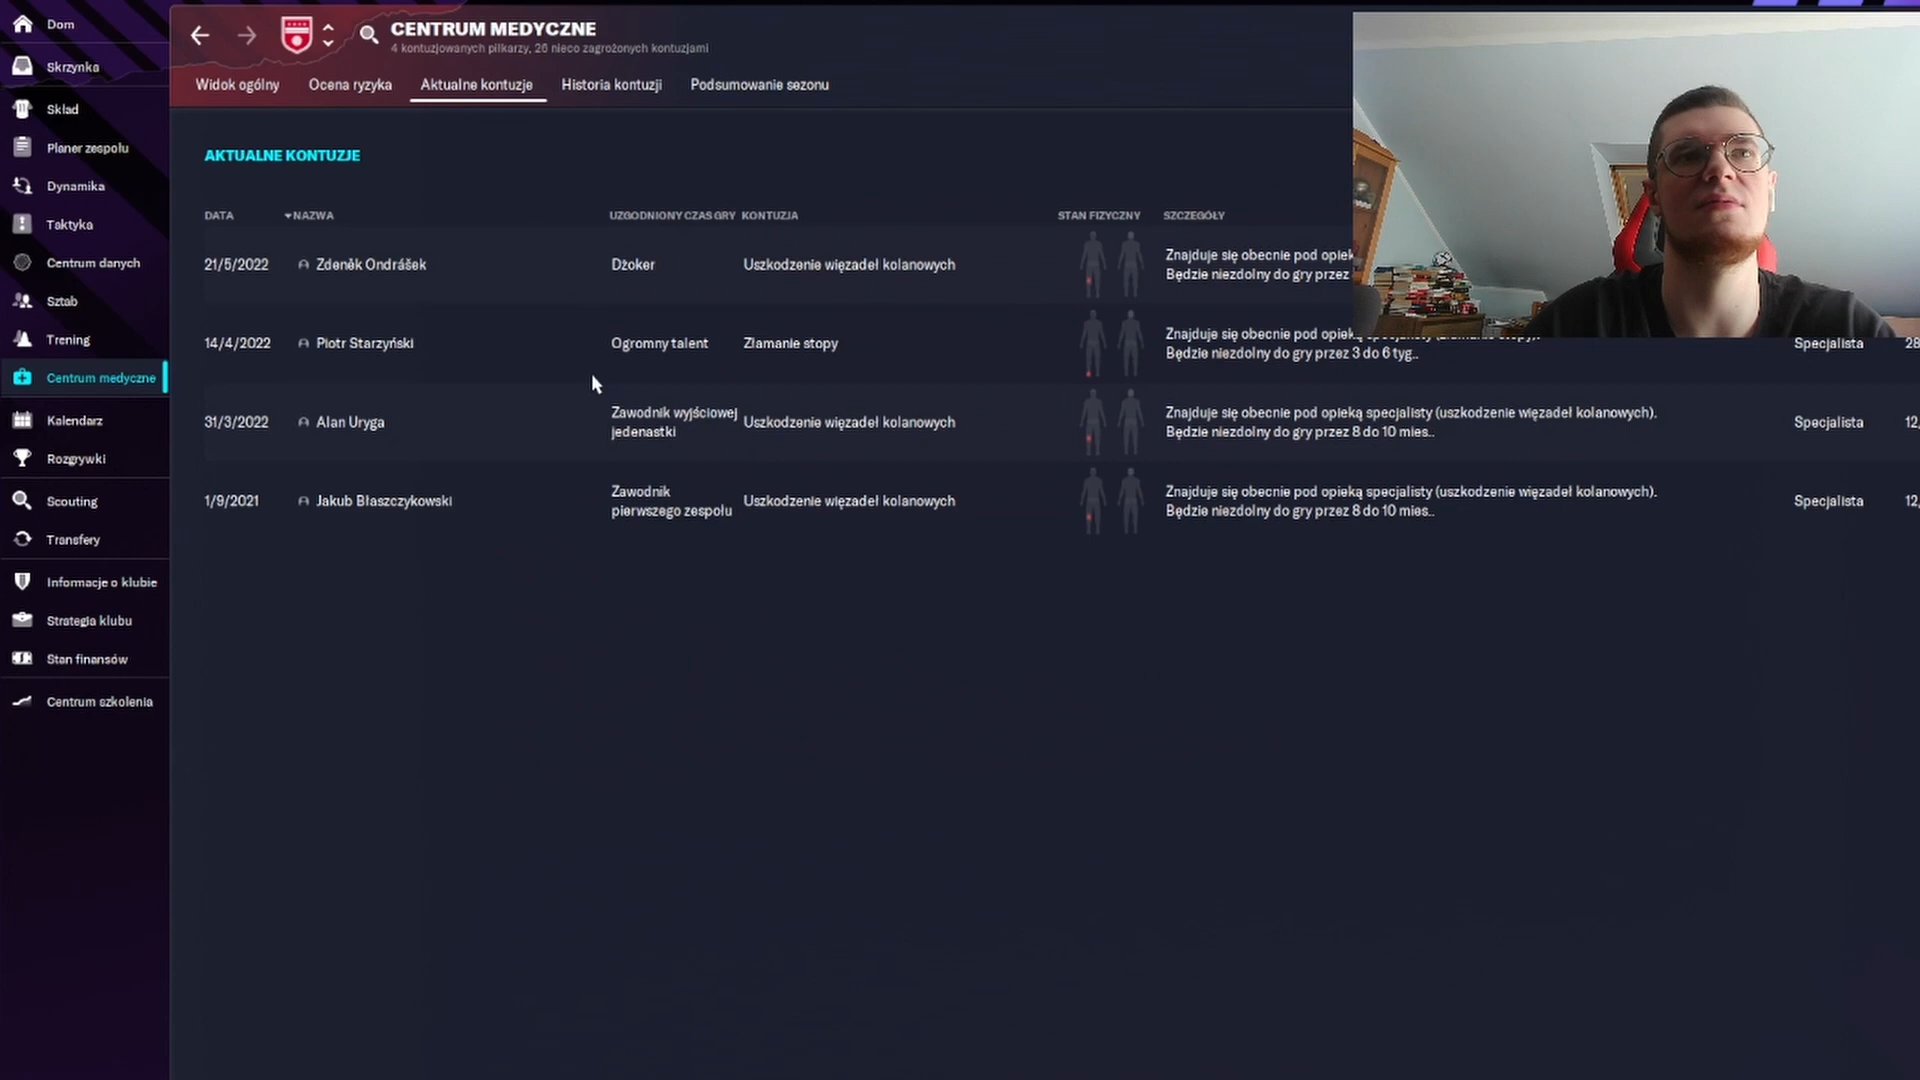 Dom
Skrzynka
Skład
Planer zespołu
Dynamika
Taktyka
Centrum danych
Sztab
Trening
Centrum medyczne
Kalendarz
Rozgrywki
Scouting
Transfery
Informacje o klubie
Strategia klubu
Stan finansów
Centrum szkolenia
CENTRUM MEDYCZNE
4 kontuzjowanych piłkarzy, 26 nieco zagrożonych kontuzjami
Widok ogólny Ocena ryzyka Aktualne kontuzje Historia kontuzji Podsumowanie sezonu
AKTUALNE KONTUZJE
DATA NAZWA UZGODNIONY CZAS GRY KONTUZJA STAN FIZYCZNY SZCZEGÓŁY
21/5/2022 Zdeněk Ondrášek Dżoker Uszkodzenie więzadeł kolanowych
Znajduje się obecnie pod
Będzie niezdolny do gry przez
14/4/2022 Piotr Starzyński Ogromny talent Złamanie stopy
Znajduje się obecnie pod
Będzie niezdolny do gry przez 3 do 6 tyg..
Specjalista 28
31/3/2022 Alan Uryga
Zawodnik wyjściowej
jedenastki
Uszkodzenie więzadeł kolanowych
Znajduje się obecnie pod opieką specjalisty (uszkodzenie więzadeł kolanowych).
Będzie niezdolny do gry przez 8 do 10 mies..
Specjalista 12,
1/9/2021 Jakub Błaszczykowski
Zawodnik
pierwszego zespołu
Uszkodzenie więzadeł kolanowych
Znajduje się obecnie pod opieką specjalisty (uszkodzenie więzadeł kolanowych).
Będzie niezdolny do gry przez 8 do 10 mies..
Specjalista 12,